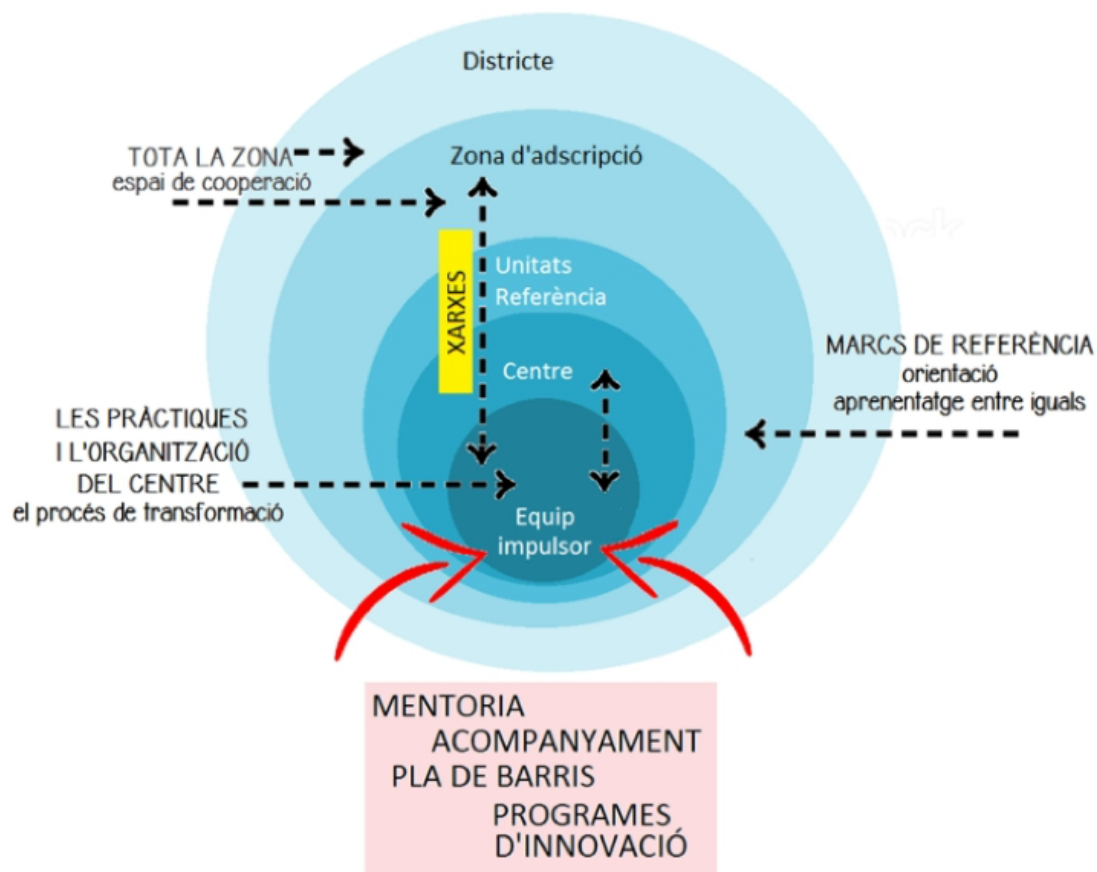 Districte
TOTA LA ZONA
espai de cooperació
Zona d'adscripció
XARXES
Unitats
Referència
Centre
MARCS DE REFERÈNCIA
orientació
aprenentatge entre iguals
LES PRÀCTIQUES
I L'ORGANITZACIÓ
DEL CENTRE
el procés de transformació
Equip
impulsor
MENTORIA
ACOMPANYAMENT
PLA DE BARRIS
PROGRAMES
D'INNOVACIÓ